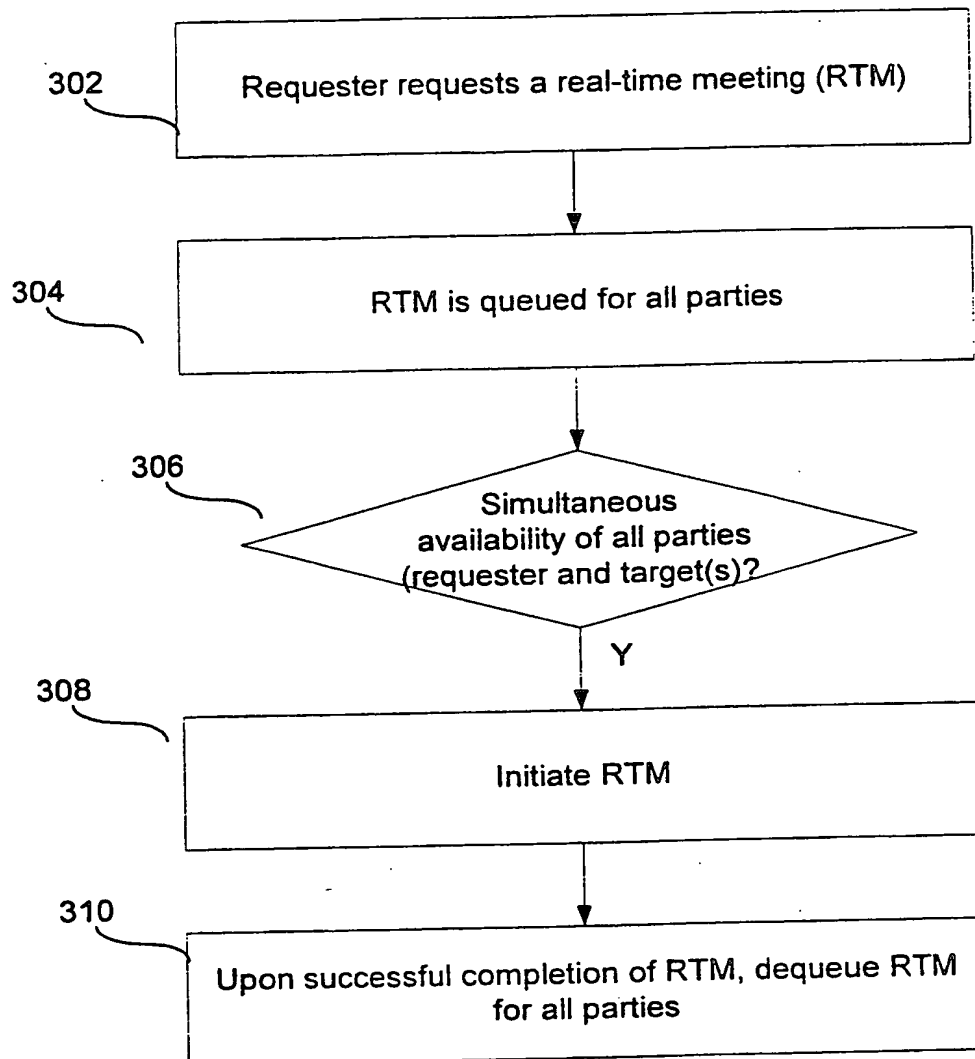 302
Requester requests a real-time meeting (RTM)
304
RTM is queued for all parties
306
Simultaneous
availability of all parties
(requester and target(s)?
Y
308
Initiate RTM
310
Upon successful completion of RTM, dequeue RTM
for all parties